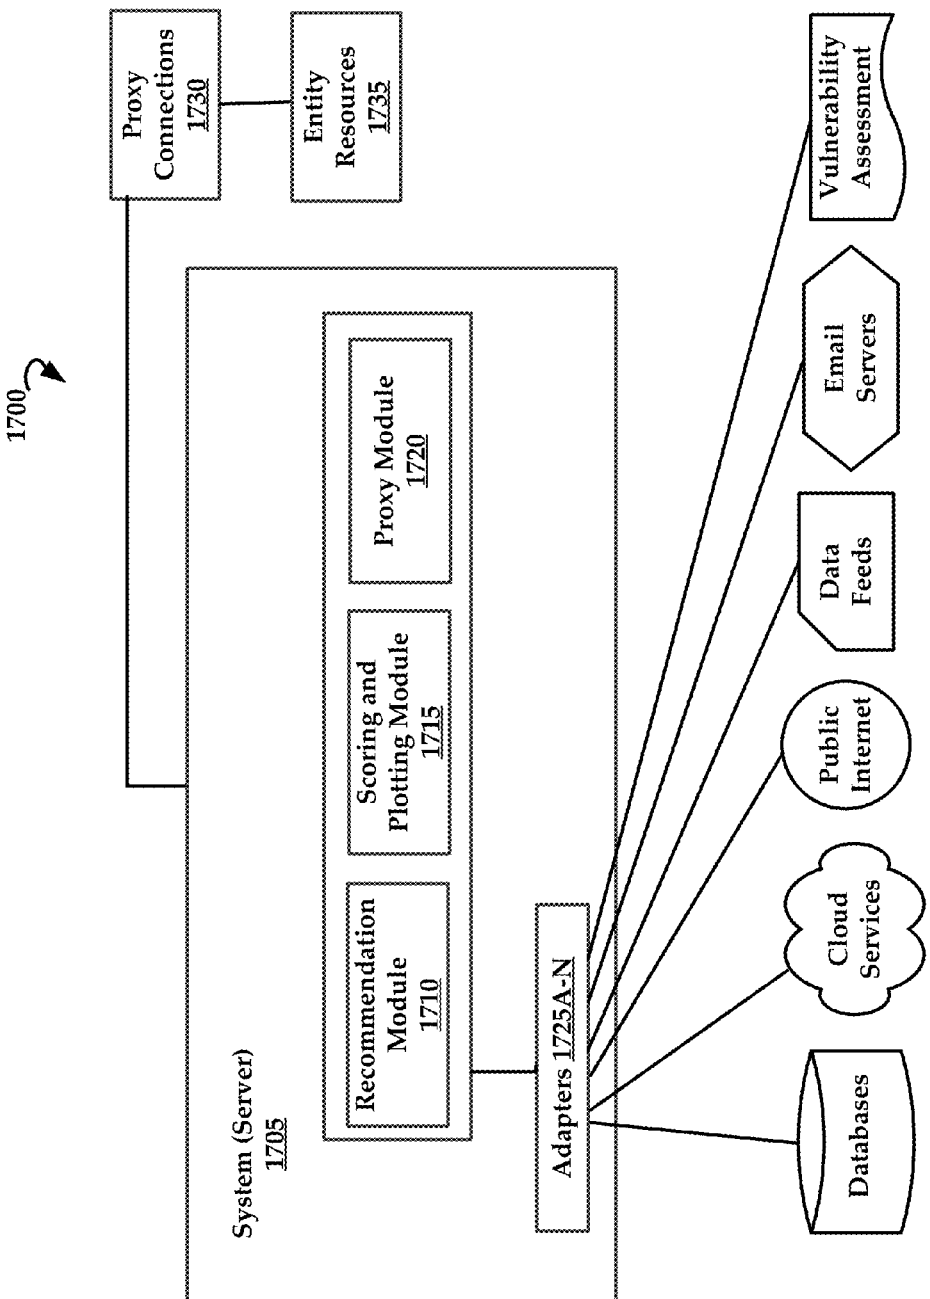 1700
Proxy
Connections
1730
Entity
Resources
1735
System (Server)
1705
Recommendation
Module
1710
Scoring and
Plotting Module
1715
Proxy Module
1720
Adapters 1725A-N
Databases
Cloud
Services
Public
Internet
Data
Feeds
Email
Servers
Vulnerability
Assessment